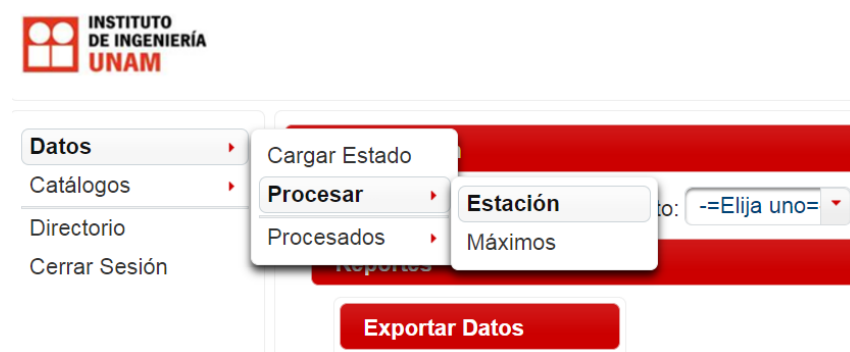 INSTITUTO
DE INGENIERÍA
UNAM
Datos
Catálogos
Directorio
Cerrar Sesión
Cargar Estado
Procesar
Procesados
Estación
Máximos
to: -=Elija uno=
Reportes
Exportar Datos